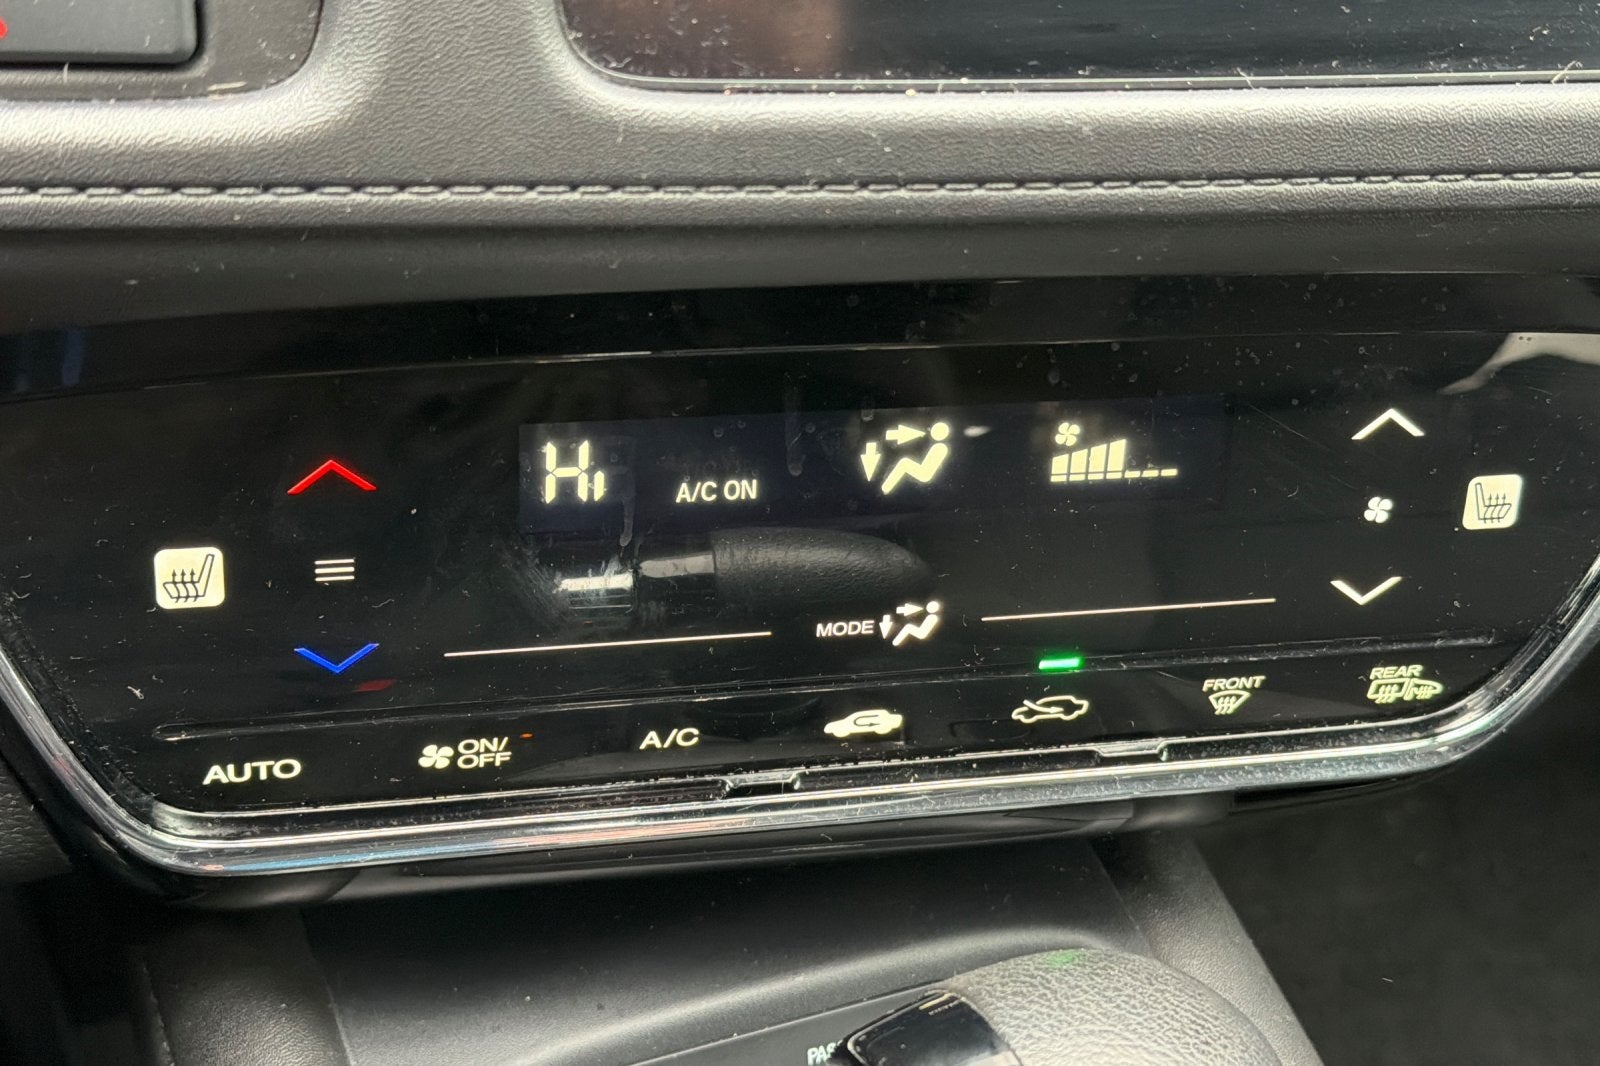 Hi
A/C ON
MODE
AUTO
ON/
OFF
A/C
FRONT
REAR